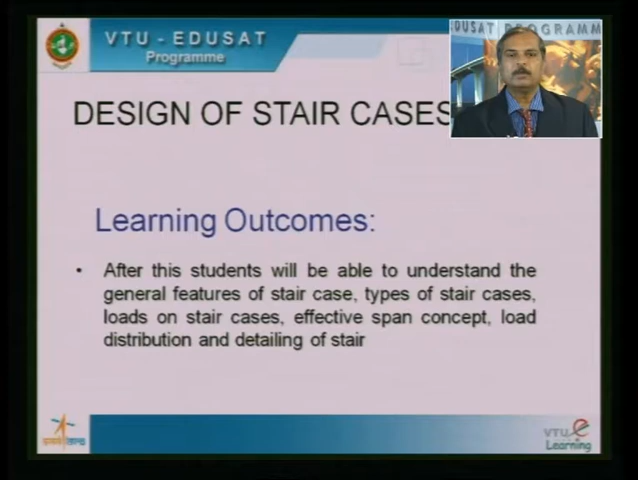 VTU - EDUSAT
Programme
EDUSAT PROGRAMM
DESIGN OF STAIR CASES
Learning Outcomes:
• After this students will be able to understand the
general features of stair case, types of stair cases,
loads on stair cases, effective span concept, load
distribution and detailing of stair
VTU e
Learning